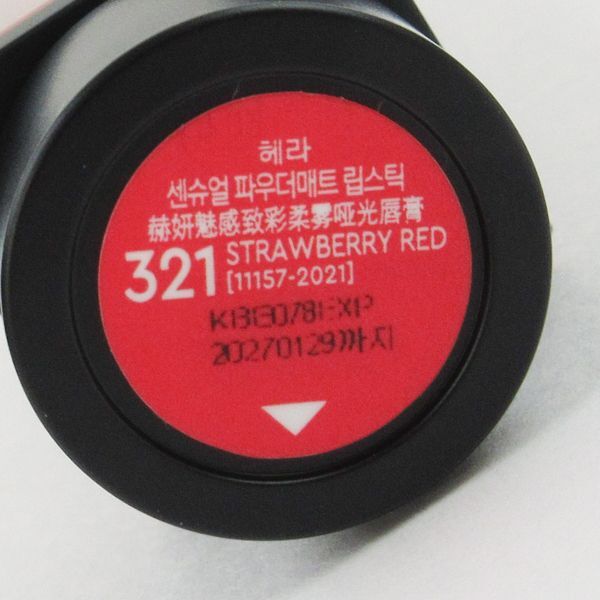 헤라
센슈얼 파우더매트 립스틱
赫妍魅感致彩柔雾哑光唇膏
321 STRAWBERRY RED
[11157-2021]
EXP
20270129까지